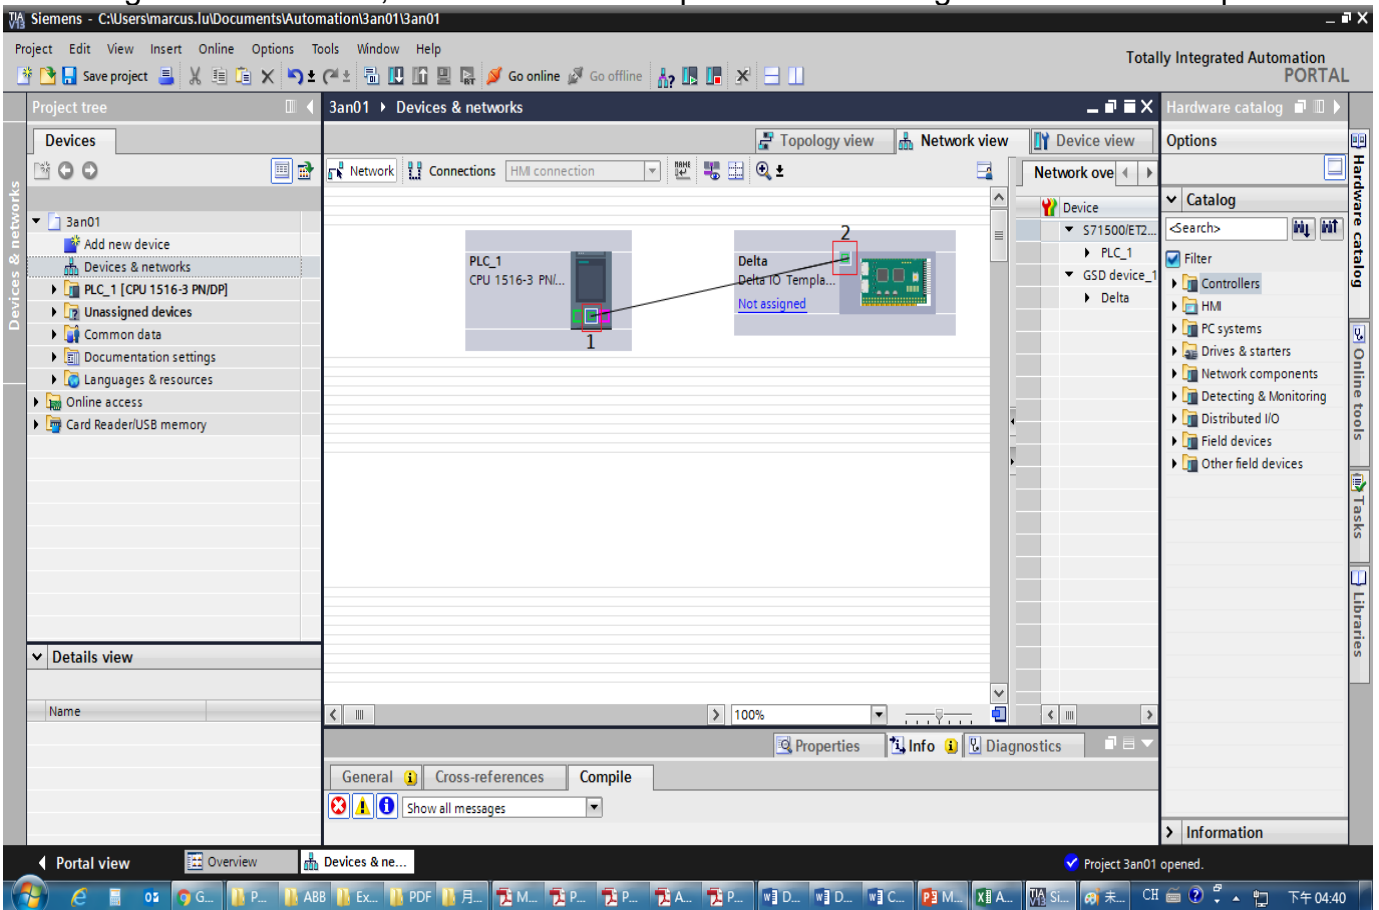 Siemens - C:\Users\marcus.lu\Documents\Automation\3an01\3an01
Project Edit View Insert Online Options Tools Window Help
Totally Integrated Automation
PORTAL
Save project
Go online
Go offline
Project tree
3an01 Devices & networks
Hardware catalog
Devices
Topology view
Network view
Device view
Options
Network
Connections
HMI connection
Network ove
Devices & networks
3an01
Add new device
Devices & networks
PLC_1 [CPU 1516-3 PN/DP]
Unassigned devices
Common data
Documentation settings
Languages & resources
Online access
Card Reader/USB memory
PLC_1
CPU 1516-3 PN/...
1
2
Delta
Delta IO Templa...
Not assigned
Device
S71500/ET2...
PLC_1
GSD device_1
Delta
Catalog
<Search>
Filter
Controllers
HMI
PC systems
Drives & starters
Network components
Detecting & Monitoring
Distributed I/O
Field devices
Other field devices
Hardware catalog
Online tools
Tasks
Libraries
Details view
Name
100%
Properties
Info
Diagnostics
General
Cross-references
Compile
Show all messages
Information
Portal view
Overview
Devices & ne...
Project 3an01 opened.
G...
P...
ABB
Ex...
PDF
月...
M...
P...
P...
A...
P...
D...
D...
C...
M...
A...
Si...
未...
CH
下午 04:40